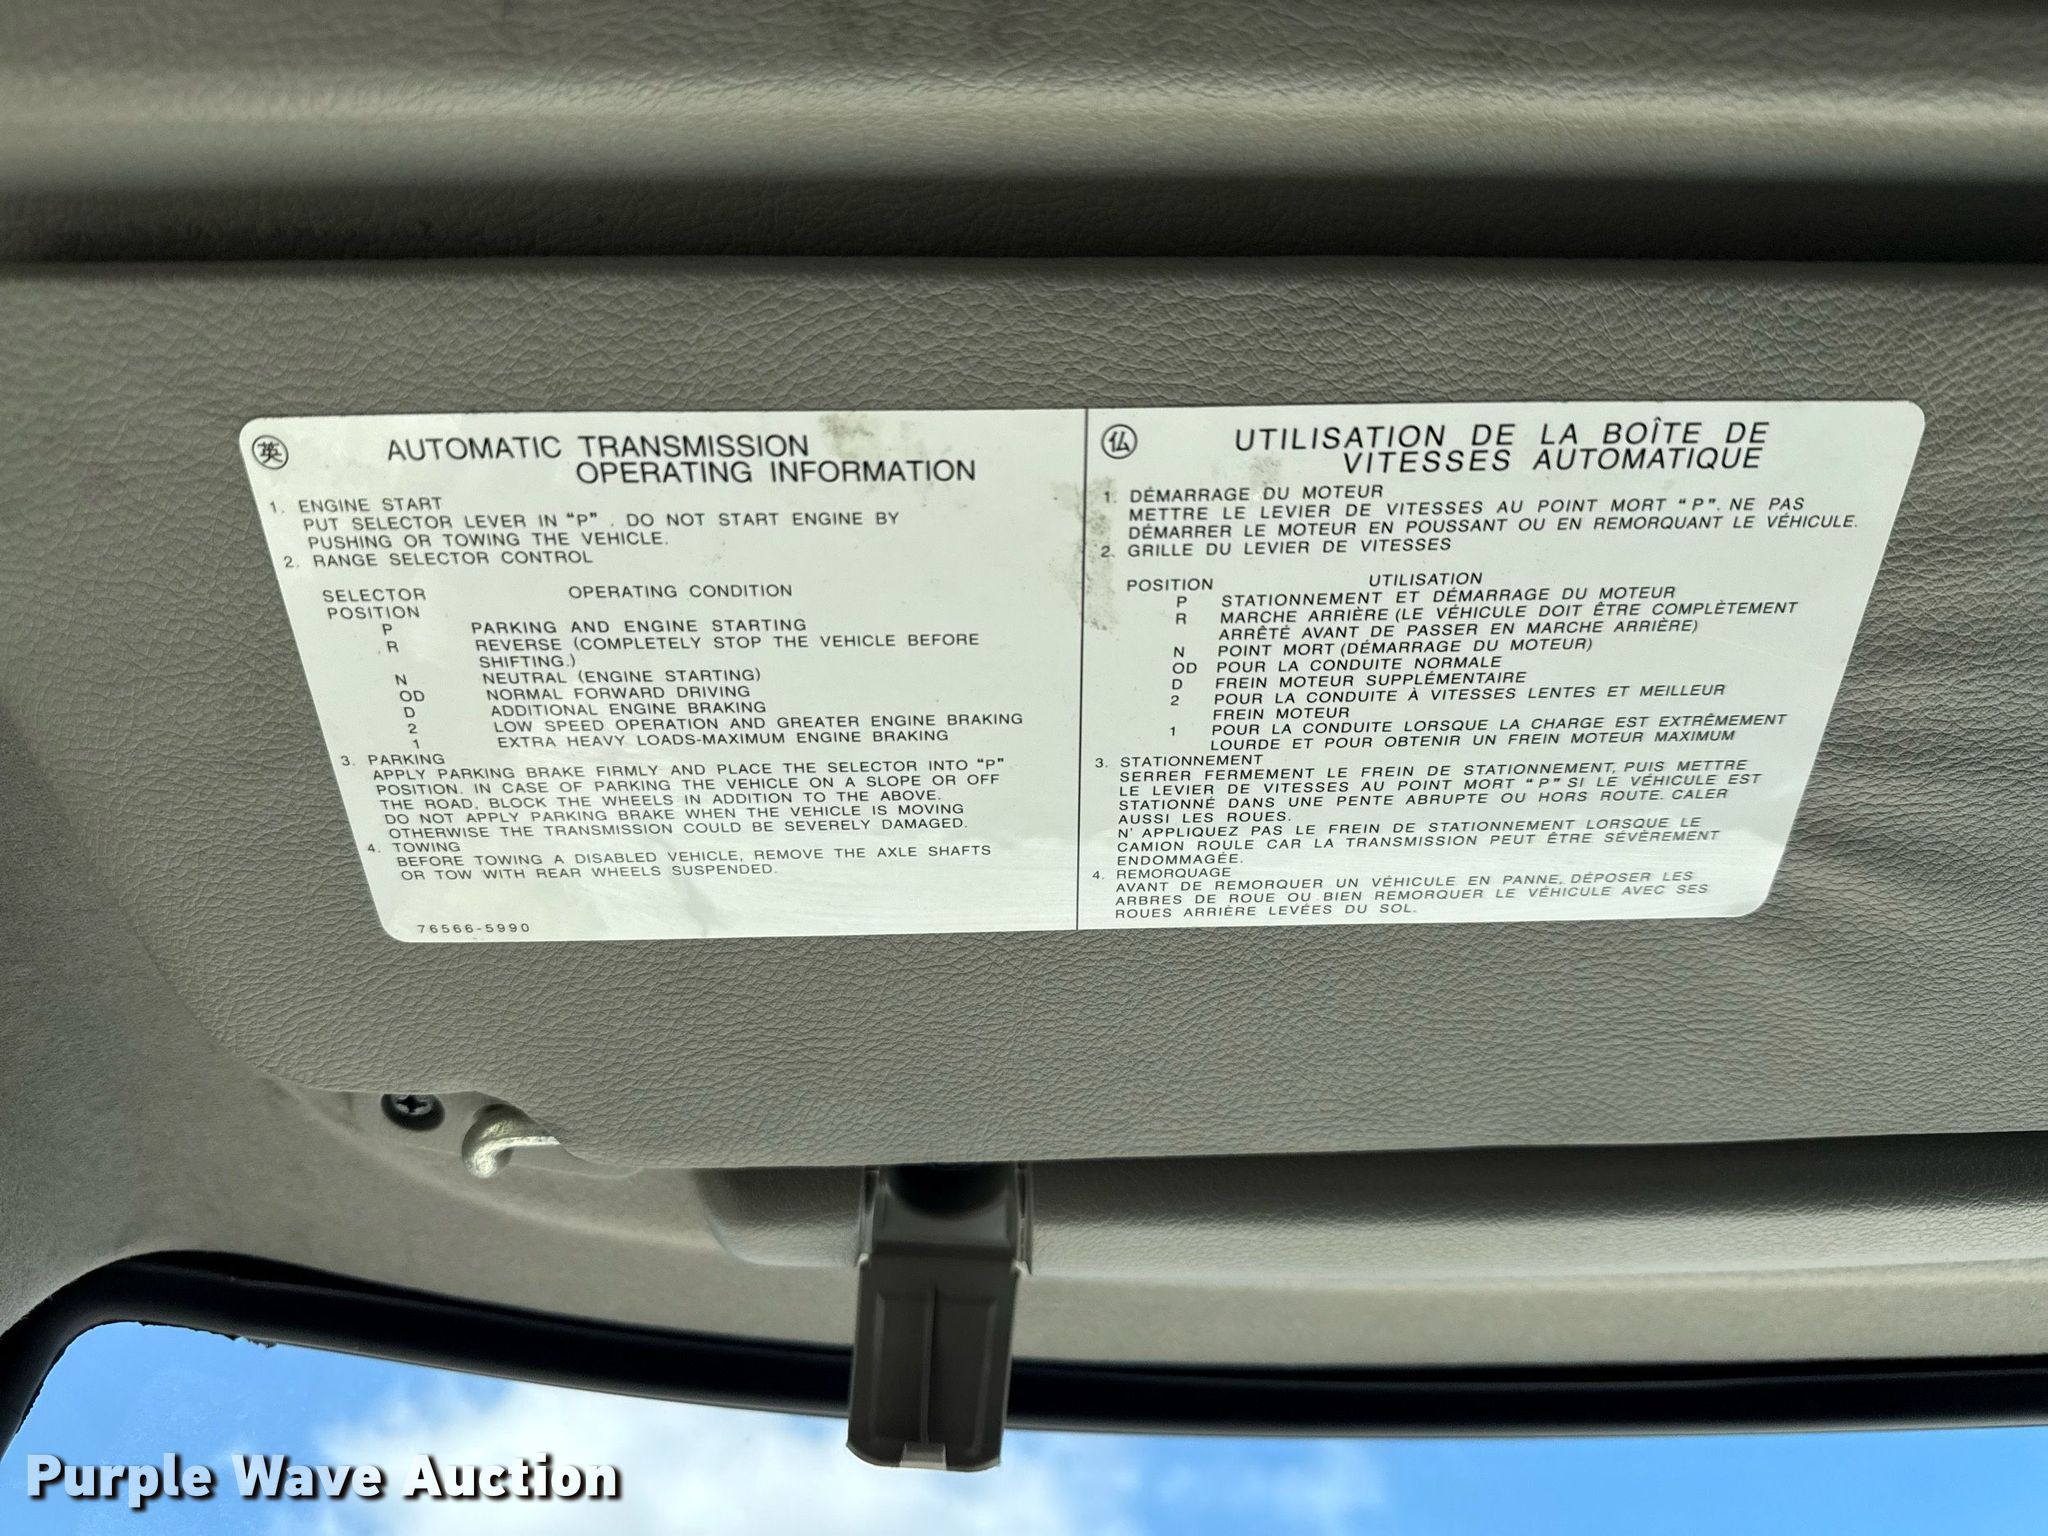 英
AUTOMATIC TRANSMISSION
OPERATING INFORMATION
1. ENGINE START
PUT SELECTOR LEVER IN "P" . DO NOT START ENGINE BY
PUSHING OR TOWING THE VEHICLE.
2. RANGE SELECTOR CONTROL
SELECTOR POSITION OPERATING CONDITION
P PARKING AND ENGINE STARTING
R REVERSE (COMPLETELY STOP THE VEHICLE BEFORE
SHIFTING.)
N NEUTRAL (ENGINE STARTING)
OD NORMAL FORWARD DRIVING
D ADDITIONAL ENGINE BRAKING
2 LOW SPEED OPERATION AND GREATER ENGINE BRAKING
1 EXTRA HEAVY LOADS-MAXIMUM ENGINE BRAKING
3. PARKING
APPLY PARKING BRAKE FIRMLY AND PLACE THE SELECTOR INTO "P"
POSITION. IN CASE OF PARKING THE VEHICLE ON A SLOPE OR OFF
THE ROAD, BLOCK THE WHEELS IN ADDITION TO THE ABOVE.
DO NOT APPLY PARKING BRAKE WHEN THE VEHICLE IS MOVING
OTHERWISE THE TRANSMISSION COULD BE SEVERELY DAMAGED.
4. TOWING
BEFORE TOWING A DISABLED VEHICLE, REMOVE THE AXLE SHAFTS
OR TOW WITH REAR WHEELS SUSPENDED.
76566-5990
仏
UTILISATION DE LA BOÎTE DE
VITESSES AUTOMATIQUE
1. DÉMARRAGE DU MOTEUR
METTRE LE LEVIER DE VITESSES AU POINT MORT "P". NE PAS
DÉMARRER LE MOTEUR EN POUSSANT OU EN REMORQUANT LE VÉHICULE.
2. GRILLE DU LEVIER DE VITESSES
POSITION UTILISATION
P STATIONNEMENT ET DÉMARRAGE DU MOTEUR
R MARCHE ARRIÈRE (LE VÉHICULE DOIT ÊTRE COMPLÈTEMENT
ARRÊTÉ AVANT DE PASSER EN MARCHE ARRIÈRE)
N POINT MORT (DÉMARRAGE DU MOTEUR)
OD POUR LA CONDUITE NORMALE
D FREIN MOTEUR SUPPLÉMENTAIRE
2 POUR LA CONDUITE À VITESSES LENTES ET MEILLEUR
FREIN MOTEUR
1 POUR LA CONDUITE LORSQUE LA CHARGE EST EXTRÊMEMENT
LOURDE ET POUR OBTENIR UN FREIN MOTEUR MAXIMUM
3. STATIONNEMENT
SERRER FERMEMENT LE FREIN DE STATIONNEMENT, PUIS METTRE
LE LEVIER DE VITESSES AU POINT MORT "P" SI LE VÉHICULE EST
STATIONNÉ DANS UNE PENTE ABRUPTE OU HORS ROUTE. CALER
AUSSI LES ROUES.
N' APPLIQUEZ PAS LE FREIN DE STATIONNEMENT LORSQUE LE
CAMION ROULE CAR LA TRANSMISSION PEUT ÊTRE SÉVÈREMENT
ENDOMMAGÉE.
4. REMORQUAGE
AVANT DE REMORQUER UN VÉHICULE EN PANNE, DÉPOSER LES
ARBRES DE ROUE OU BIEN REMORQUER LE VÉHICULE AVEC SES
ROUES ARRIÈRE LEVÉES DU SOL.
Purple Wave Auction